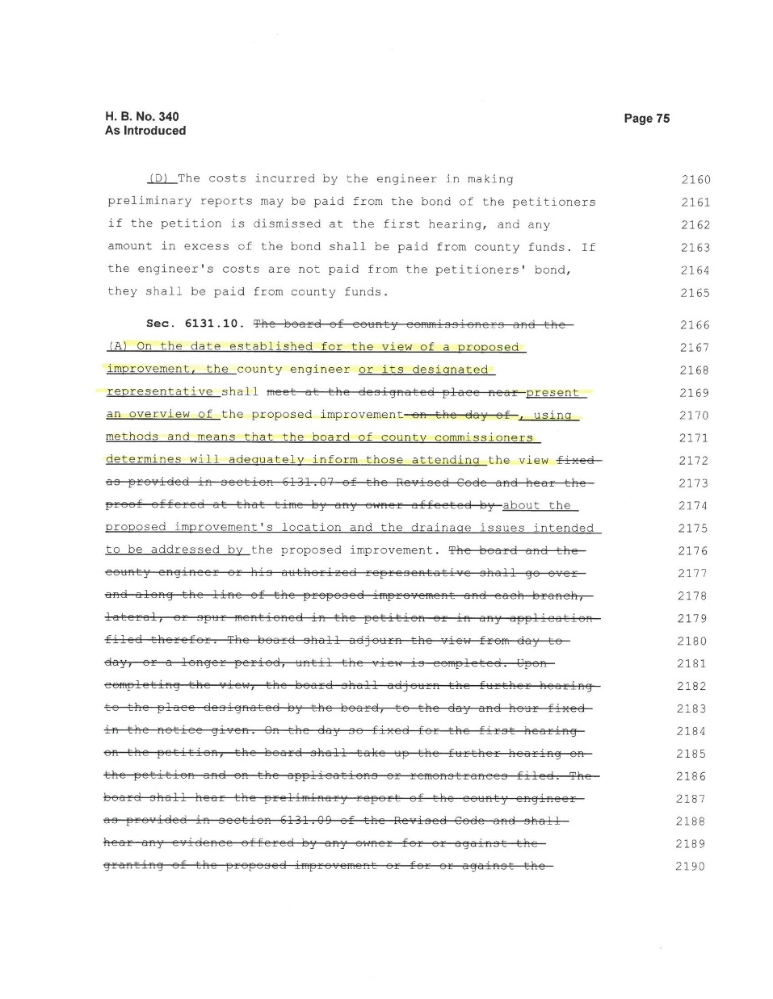 H. B. No. 340 Page 75
As Introduced
(D) The costs incurred by the engineer in making 2160
preliminary reports may be paid from the bond of the petitioners 2161
if the petition is dismissed at the first hearing, and any 2162
amount in excess of the bond shall be paid from county funds. If 2163
the engineer's costs are not paid from the petitioners' bond, 2164
they shall be paid from county funds. 2165
Sec. 6131.10. The board of county commissioners and the 2166
(A) On the date established for the view of a proposed 2167
improvement, the county engineer or its designated 2168
representative shall meet at the designated place near present 2169
an overview of the proposed improvement on the day of , using 2170
methods and means that the board of county commissioners 2171
determines will adequately inform those attending the view fixed 2172
as provided in section 6131.07 of the Revised Code and hear the 2173
proof offered at that time by any owner affected by about the 2174
proposed improvement's location and the drainage issues intended 2175
to be addressed by the proposed improvement. The board and the 2176
county engineer or his authorized representative shall go over 2177
and along the line of the proposed improvement and each branch, 2178
lateral, or spur mentioned in the petition or in any application 2179
filed therefor. The board shall adjourn the view from day to 2180
day, or a longer period, until the view is completed. Upon 2181
completing the view, the board shall adjourn the further hearing 2182
to the place designated by the board, to the day and hour fixed 2183
in the notice given. On the day so fixed for the first hearing 2184
on the petition, the board shall take up the further hearing on 2185
the petition and on the applications or remonstrances filed. The 2186
board shall hear the preliminary report of the county engineer 2187
as provided in section 6131.09 of the Revised Code and shall 2188
hear any evidence offered by any owner for or against the 2189
granting of the proposed improvement or for or against the 2190